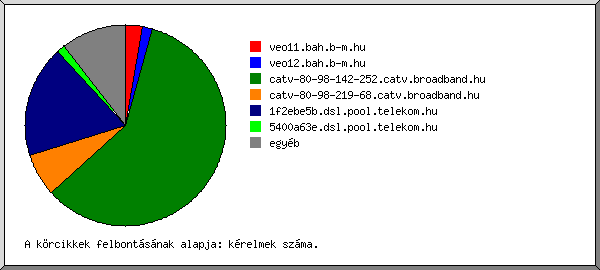 veo11.bah.b-m.hu
veo12.bah.b-m.hu
catv-80-98-142-252.catv.broadband.hu
catv-80-98-219-68.catv.broadband.hu
1f2ebe5b.dsl.pool.telekom.hu
5400a63e.dsl.pool.telekom.hu
egyéb
A körcikkek felbontásának alapja: kérelmek száma.